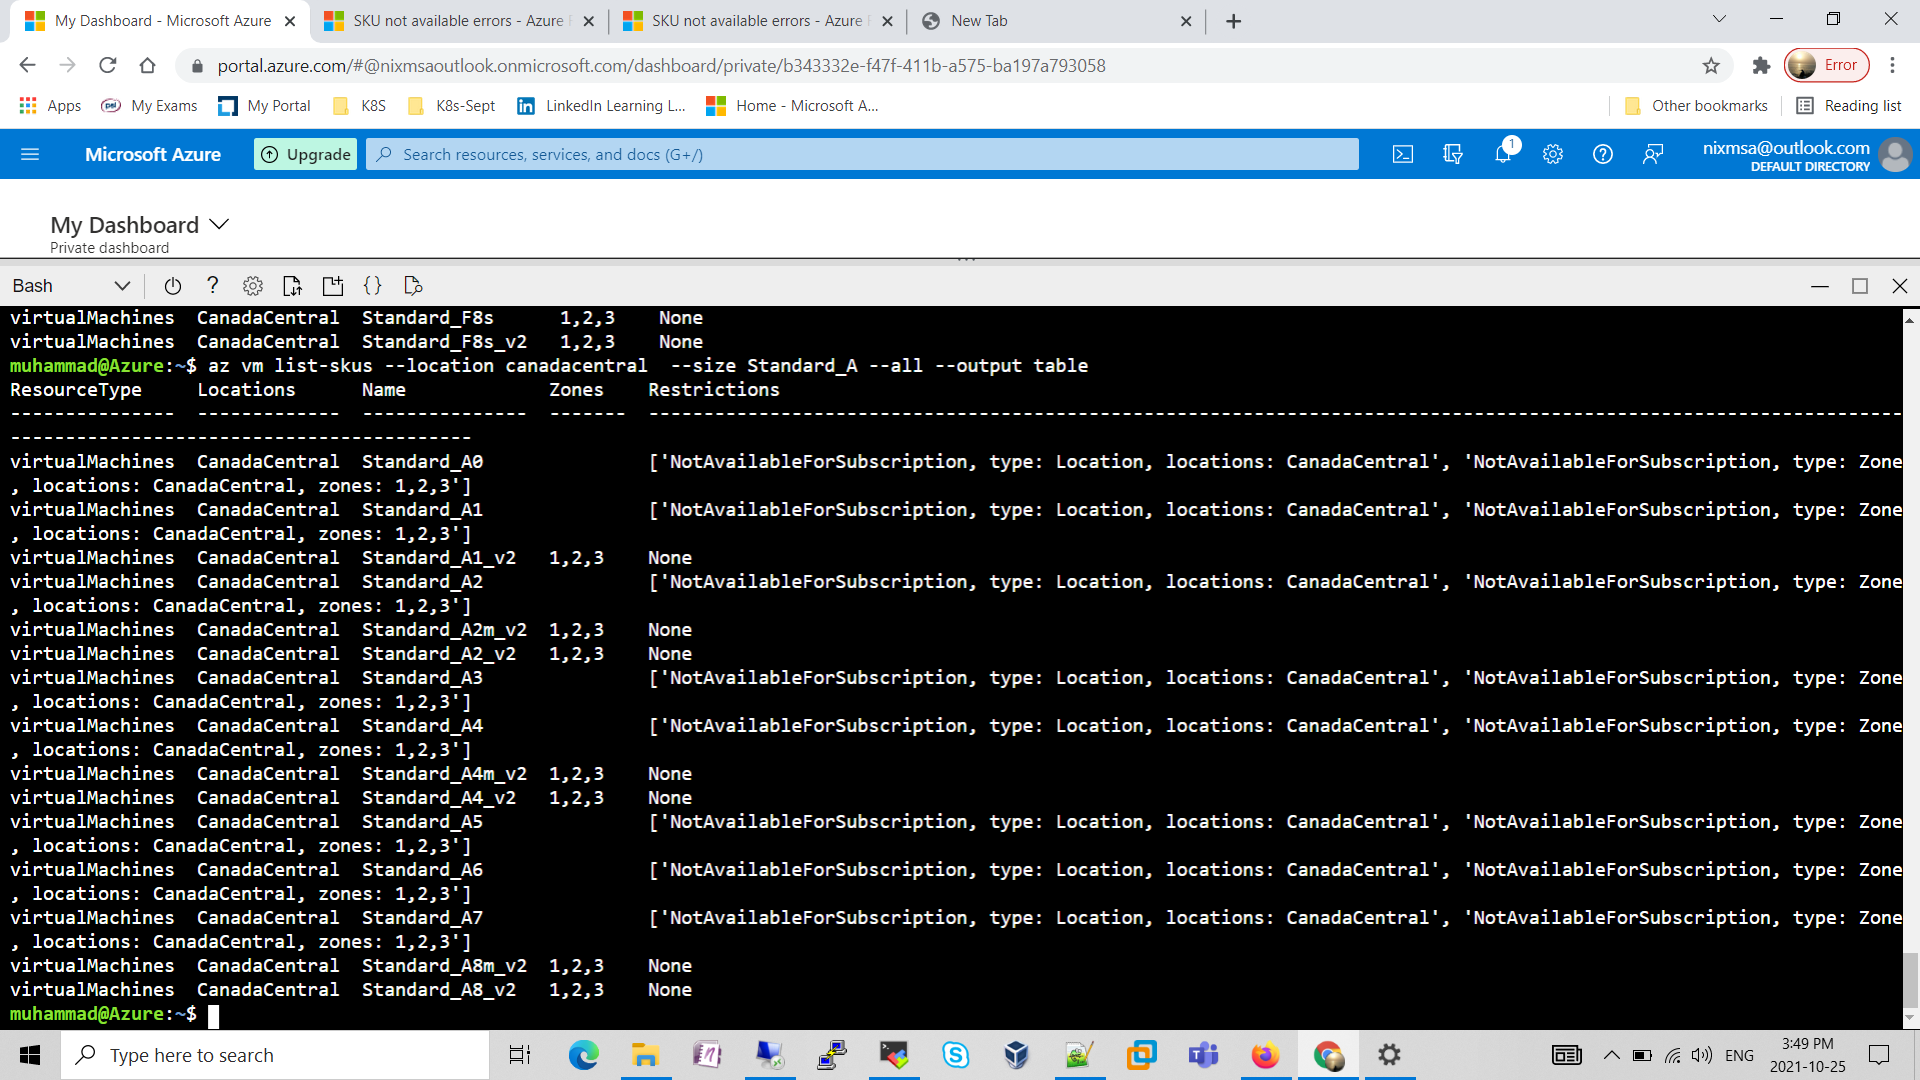 My Dashboard - Microsoft Azure
SKU not available errors - Azure
SKU not available errors - Azure
New Tab
portal.azure.com/#@nixmsaoutlook.onmicrosoft.com/dashboard/private/b343332e-f47f-411b-a575-ba197a793058
Error
Apps
My Exams
My Portal
K8S
K8s-Sept
LinkedIn Learning L...
Home - Microsoft A...
Other bookmarks
Reading list
Microsoft Azure
Upgrade
Search resources, services, and docs (G+/)
1
nixmsa@outlook.com
DEFAULT DIRECTORY
My Dashboard
Private dashboard
Bash
virtualMachines CanadaCentral Standard_F8s 1,2,3 None
virtualMachines CanadaCentral Standard_F8s_v2 1,2,3 None
muhammad@Azure:~$ az vm list-skus --location canadacentral --size Standard_A --all --output table
ResourceType Locations Name Zones Restrictions
--------------- ------------- --------------- ------- ------------------------------------------------------------------------------------------------------------------
------------------------------------------
virtualMachines CanadaCentral Standard_A0 ['NotAvailableForSubscription, type: Location, locations: CanadaCentral', 'NotAvailableForSubscription, type: Zone
, locations: CanadaCentral, zones: 1,2,3']
virtualMachines CanadaCentral Standard_A1 ['NotAvailableForSubscription, type: Location, locations: CanadaCentral', 'NotAvailableForSubscription, type: Zone
, locations: CanadaCentral, zones: 1,2,3']
virtualMachines CanadaCentral Standard_A1_v2 1,2,3 None
virtualMachines CanadaCentral Standard_A2 ['NotAvailableForSubscription, type: Location, locations: CanadaCentral', 'NotAvailableForSubscription, type: Zone
, locations: CanadaCentral, zones: 1,2,3']
virtualMachines CanadaCentral Standard_A2m_v2 1,2,3 None
virtualMachines CanadaCentral Standard_A2_v2 1,2,3 None
virtualMachines CanadaCentral Standard_A3 ['NotAvailableForSubscription, type: Location, locations: CanadaCentral', 'NotAvailableForSubscription, type: Zone
, locations: CanadaCentral, zones: 1,2,3']
virtualMachines CanadaCentral Standard_A4 ['NotAvailableForSubscription, type: Location, locations: CanadaCentral', 'NotAvailableForSubscription, type: Zone
, locations: CanadaCentral, zones: 1,2,3']
virtualMachines CanadaCentral Standard_A4m_v2 1,2,3 None
virtualMachines CanadaCentral Standard_A4_v2 1,2,3 None
virtualMachines CanadaCentral Standard_A5 ['NotAvailableForSubscription, type: Location, locations: CanadaCentral', 'NotAvailableForSubscription, type: Zone
, locations: CanadaCentral, zones: 1,2,3']
virtualMachines CanadaCentral Standard_A6 ['NotAvailableForSubscription, type: Location, locations: CanadaCentral', 'NotAvailableForSubscription, type: Zone
, locations: CanadaCentral, zones: 1,2,3']
virtualMachines CanadaCentral Standard_A7 ['NotAvailableForSubscription, type: Location, locations: CanadaCentral', 'NotAvailableForSubscription, type: Zone
, locations: CanadaCentral, zones: 1,2,3']
virtualMachines CanadaCentral Standard_A8m_v2 1,2,3 None
virtualMachines CanadaCentral Standard_A8_v2 1,2,3 None
muhammad@Azure:~$
Type here to search
ENG
3:49 PM
2021-10-25